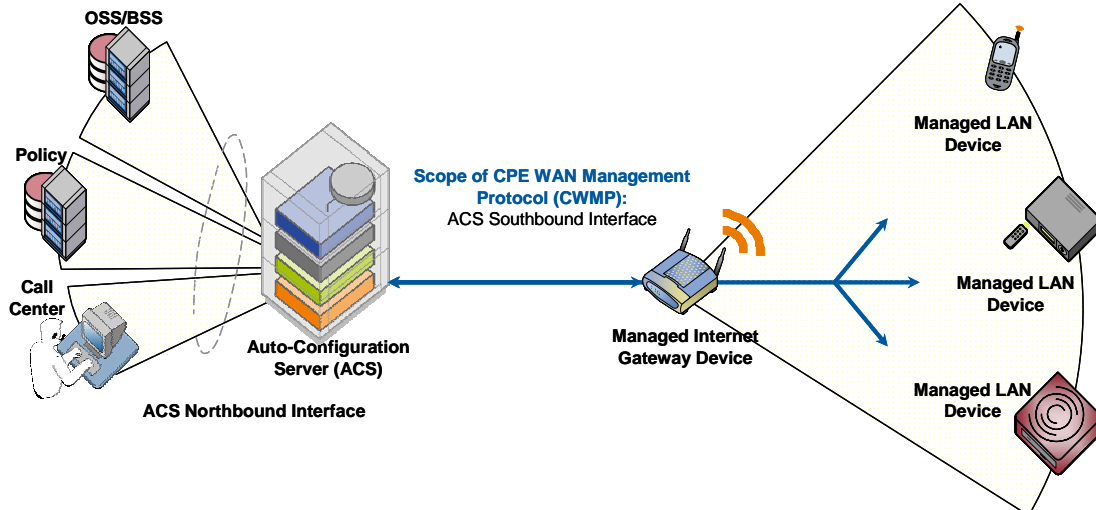 OSS/BSS
Policy
Call
Center
ACS Northbound Interface
Auto-Configuration
Server (ACS)
Scope of CPE WAN Management
Protocol (CWMP):
ACS Southbound Interface
Managed Internet
Gateway Device
Managed LAN
Device
Managed LAN
Device
Managed LAN
Device